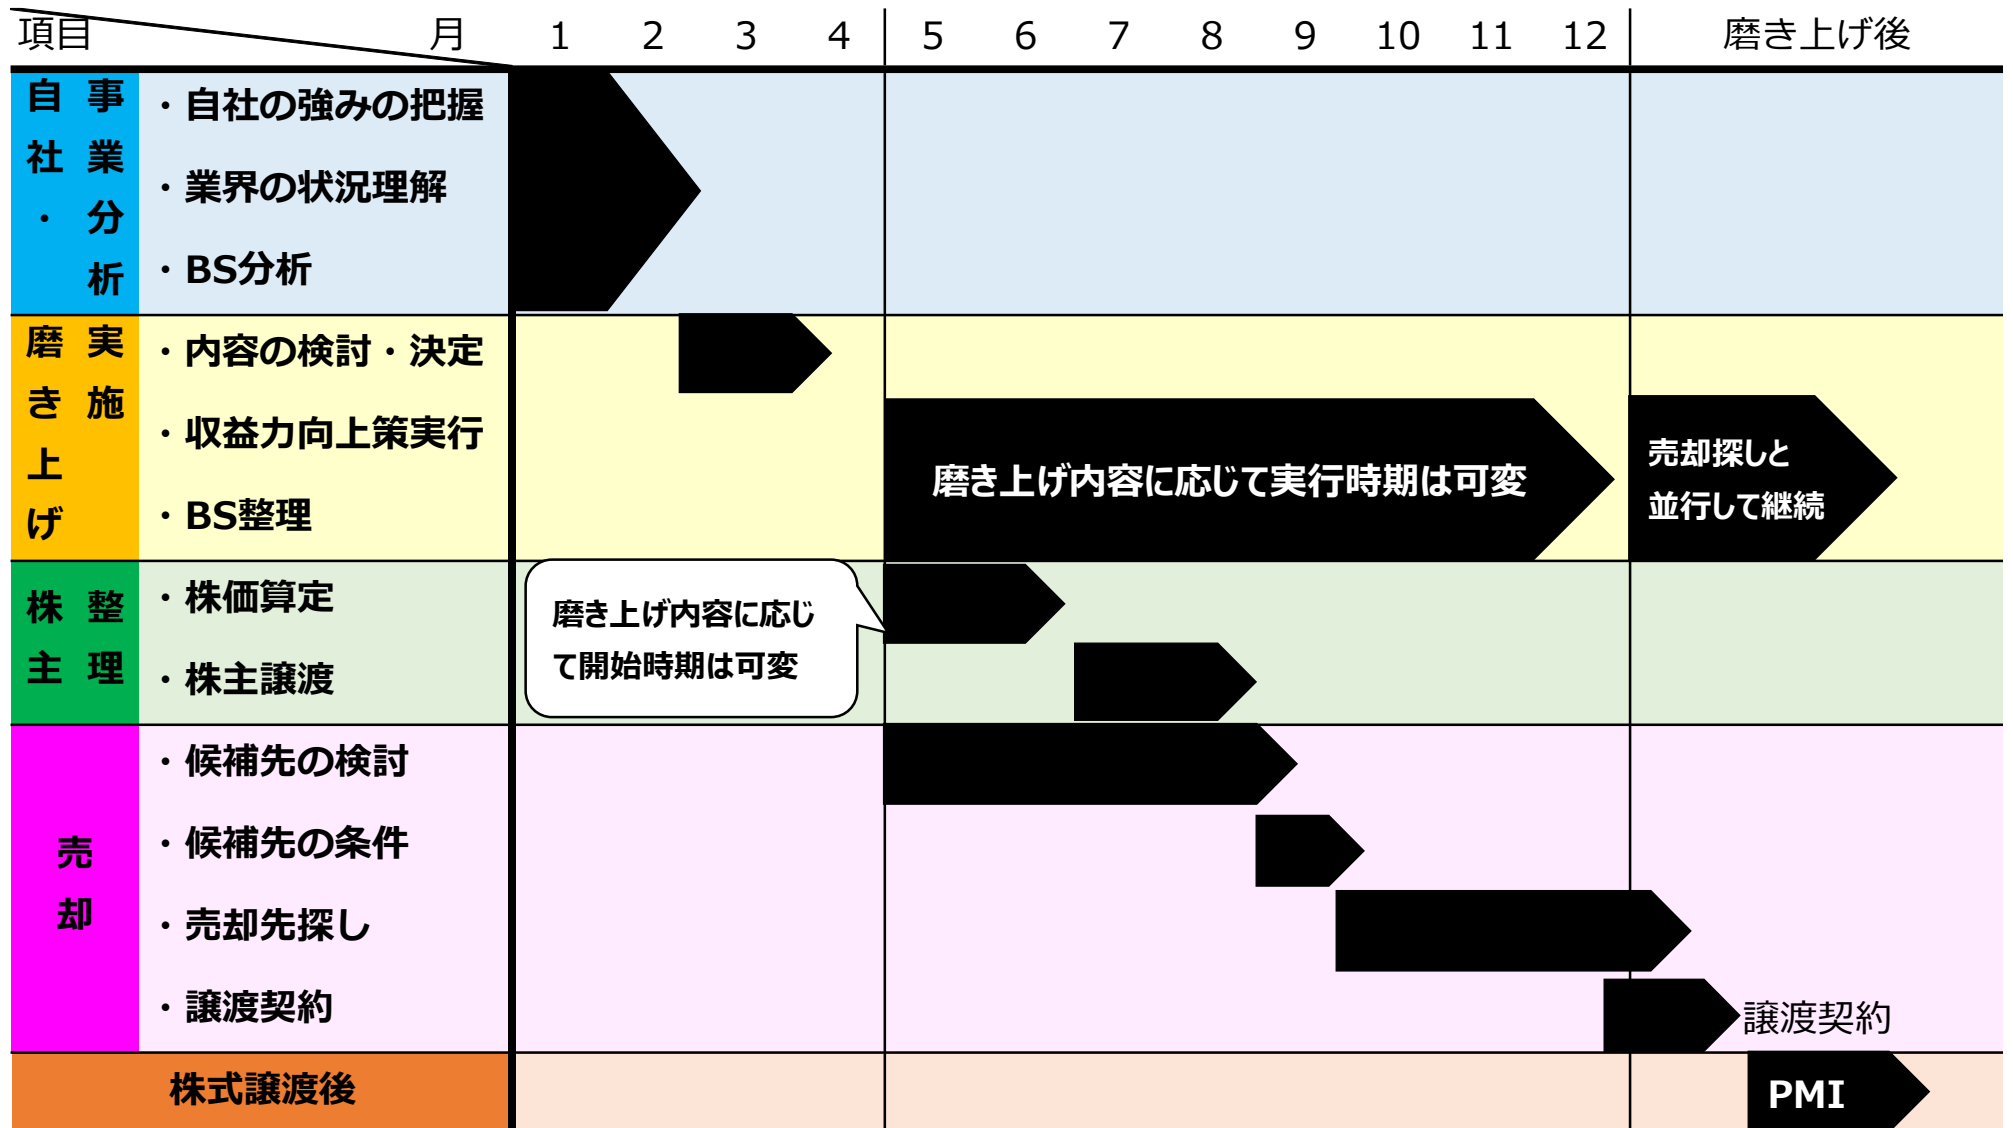 項目 月 1 2 3 4 5 6 7 8 9 10 11 12 磨き上げ後
自社・事業分析
・自社の強みの把握
・業界の状況理解
・BS分析
磨き上げ実施
・内容の検討・決定
・収益力向上策実行
・BS整理
磨き上げ内容に応じて実行時期は可変
売却探しと
並行して継続
株主整理
・株価算定
・株主譲渡
磨き上げ内容に応じ
て開始時期は可変
売却
・候補先の検討
・候補先の条件
・売却先探し
・譲渡契約
譲渡契約
株式譲渡後
PMI